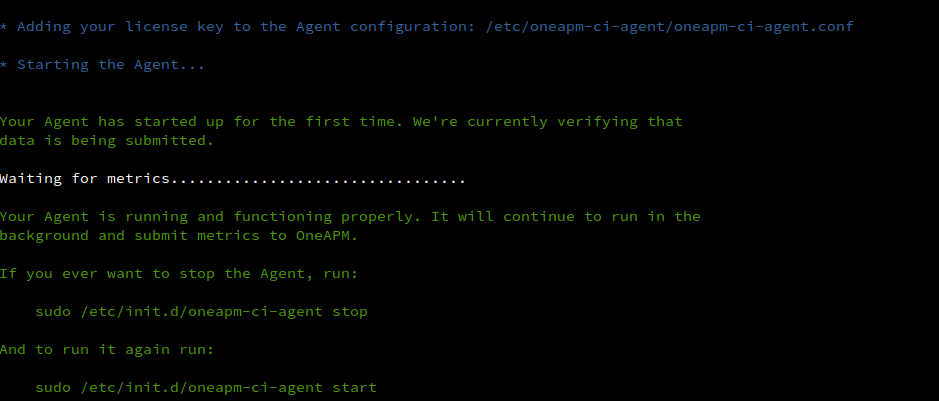 * Adding your license key to the Agent configuration: /etc/oneapm-ci-agent/oneapm-ci-agent.conf
* Starting the Agent...
Your Agent has started up for the first time. We're currently verifying that
data is being submitted.
Waiting for metrics.................................
Your Agent is running and functioning properly. It will continue to run in the
background and submit metrics to OneAPM.
If you ever want to stop the Agent, run:
sudo /etc/init.d/oneapm-ci-agent stop
And to run it again run:
sudo /etc/init.d/oneapm-ci-agent start